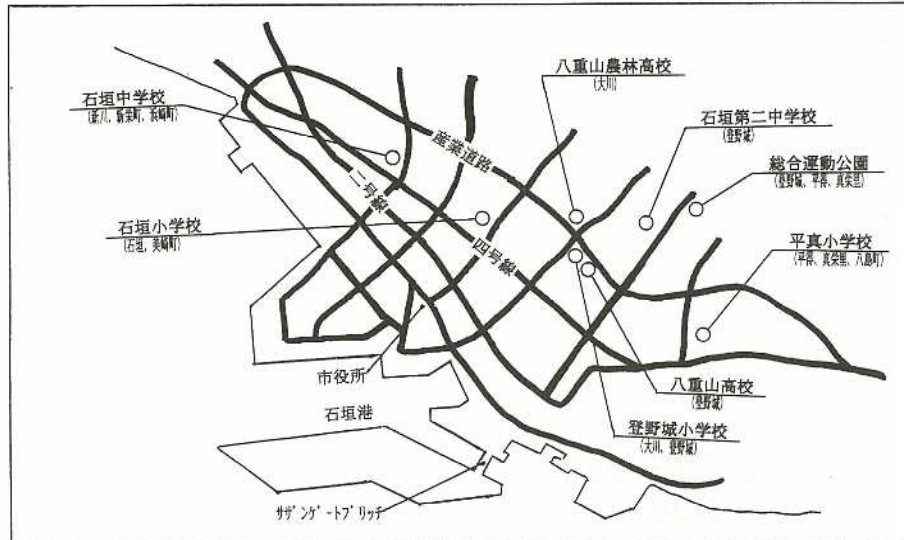 八重山農林高校
(大川)
石垣中学校
(新川、新栄町、浜崎町)
石垣第二中学校
(登野城)
産業道路
総合運動公園
(登野城、平得、真栄里)
二号線
石垣小学校
(石垣、美崎町)
四号線
平真小学校
(平得、真栄里、八島町)
市役所
八重山高校
(登野城)
石垣港
登野城小学校
(大川、登野城)
サザンゲートブリッヂ